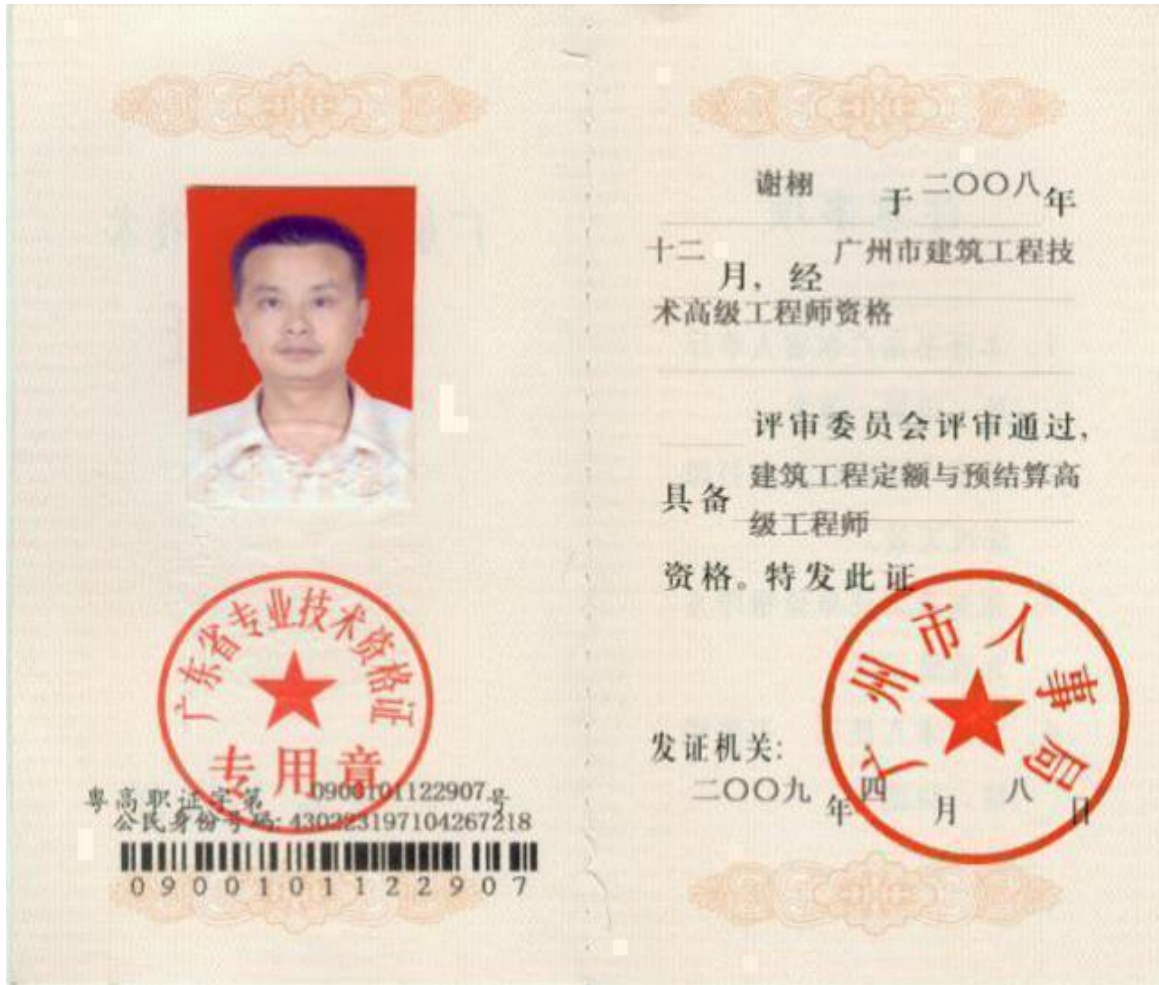 广东省专业技术资格证
专用章
粤高职证字第 0900101122907号
公民身份号码: 430223197104267218
0900101122907
谢栩 于 二〇〇八年
十二月，经 广州市建筑工程技
术高级工程师资格
评审委员会评审通过，
具备 建筑工程定额与预结算高
级工程师
资格。特发此证
广州市人事局
发证机关:
二〇〇九年 四月 八日